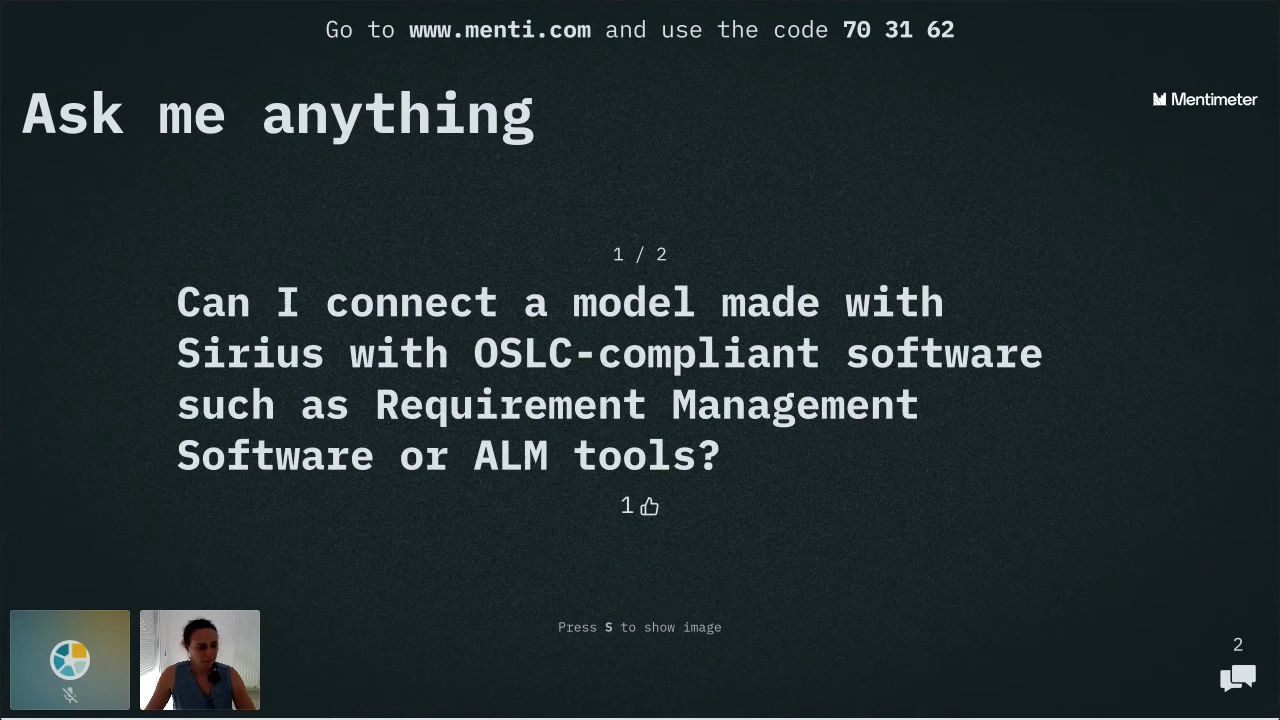 Go to www.menti.com and use the code 70 31 62
Ask me anything
Mentimeter
1 / 2
Can I connect a model made with
Sirius with OSLC-compliant software
such as Requirement Management
Software or ALM tools?
1
Press S to show image
2